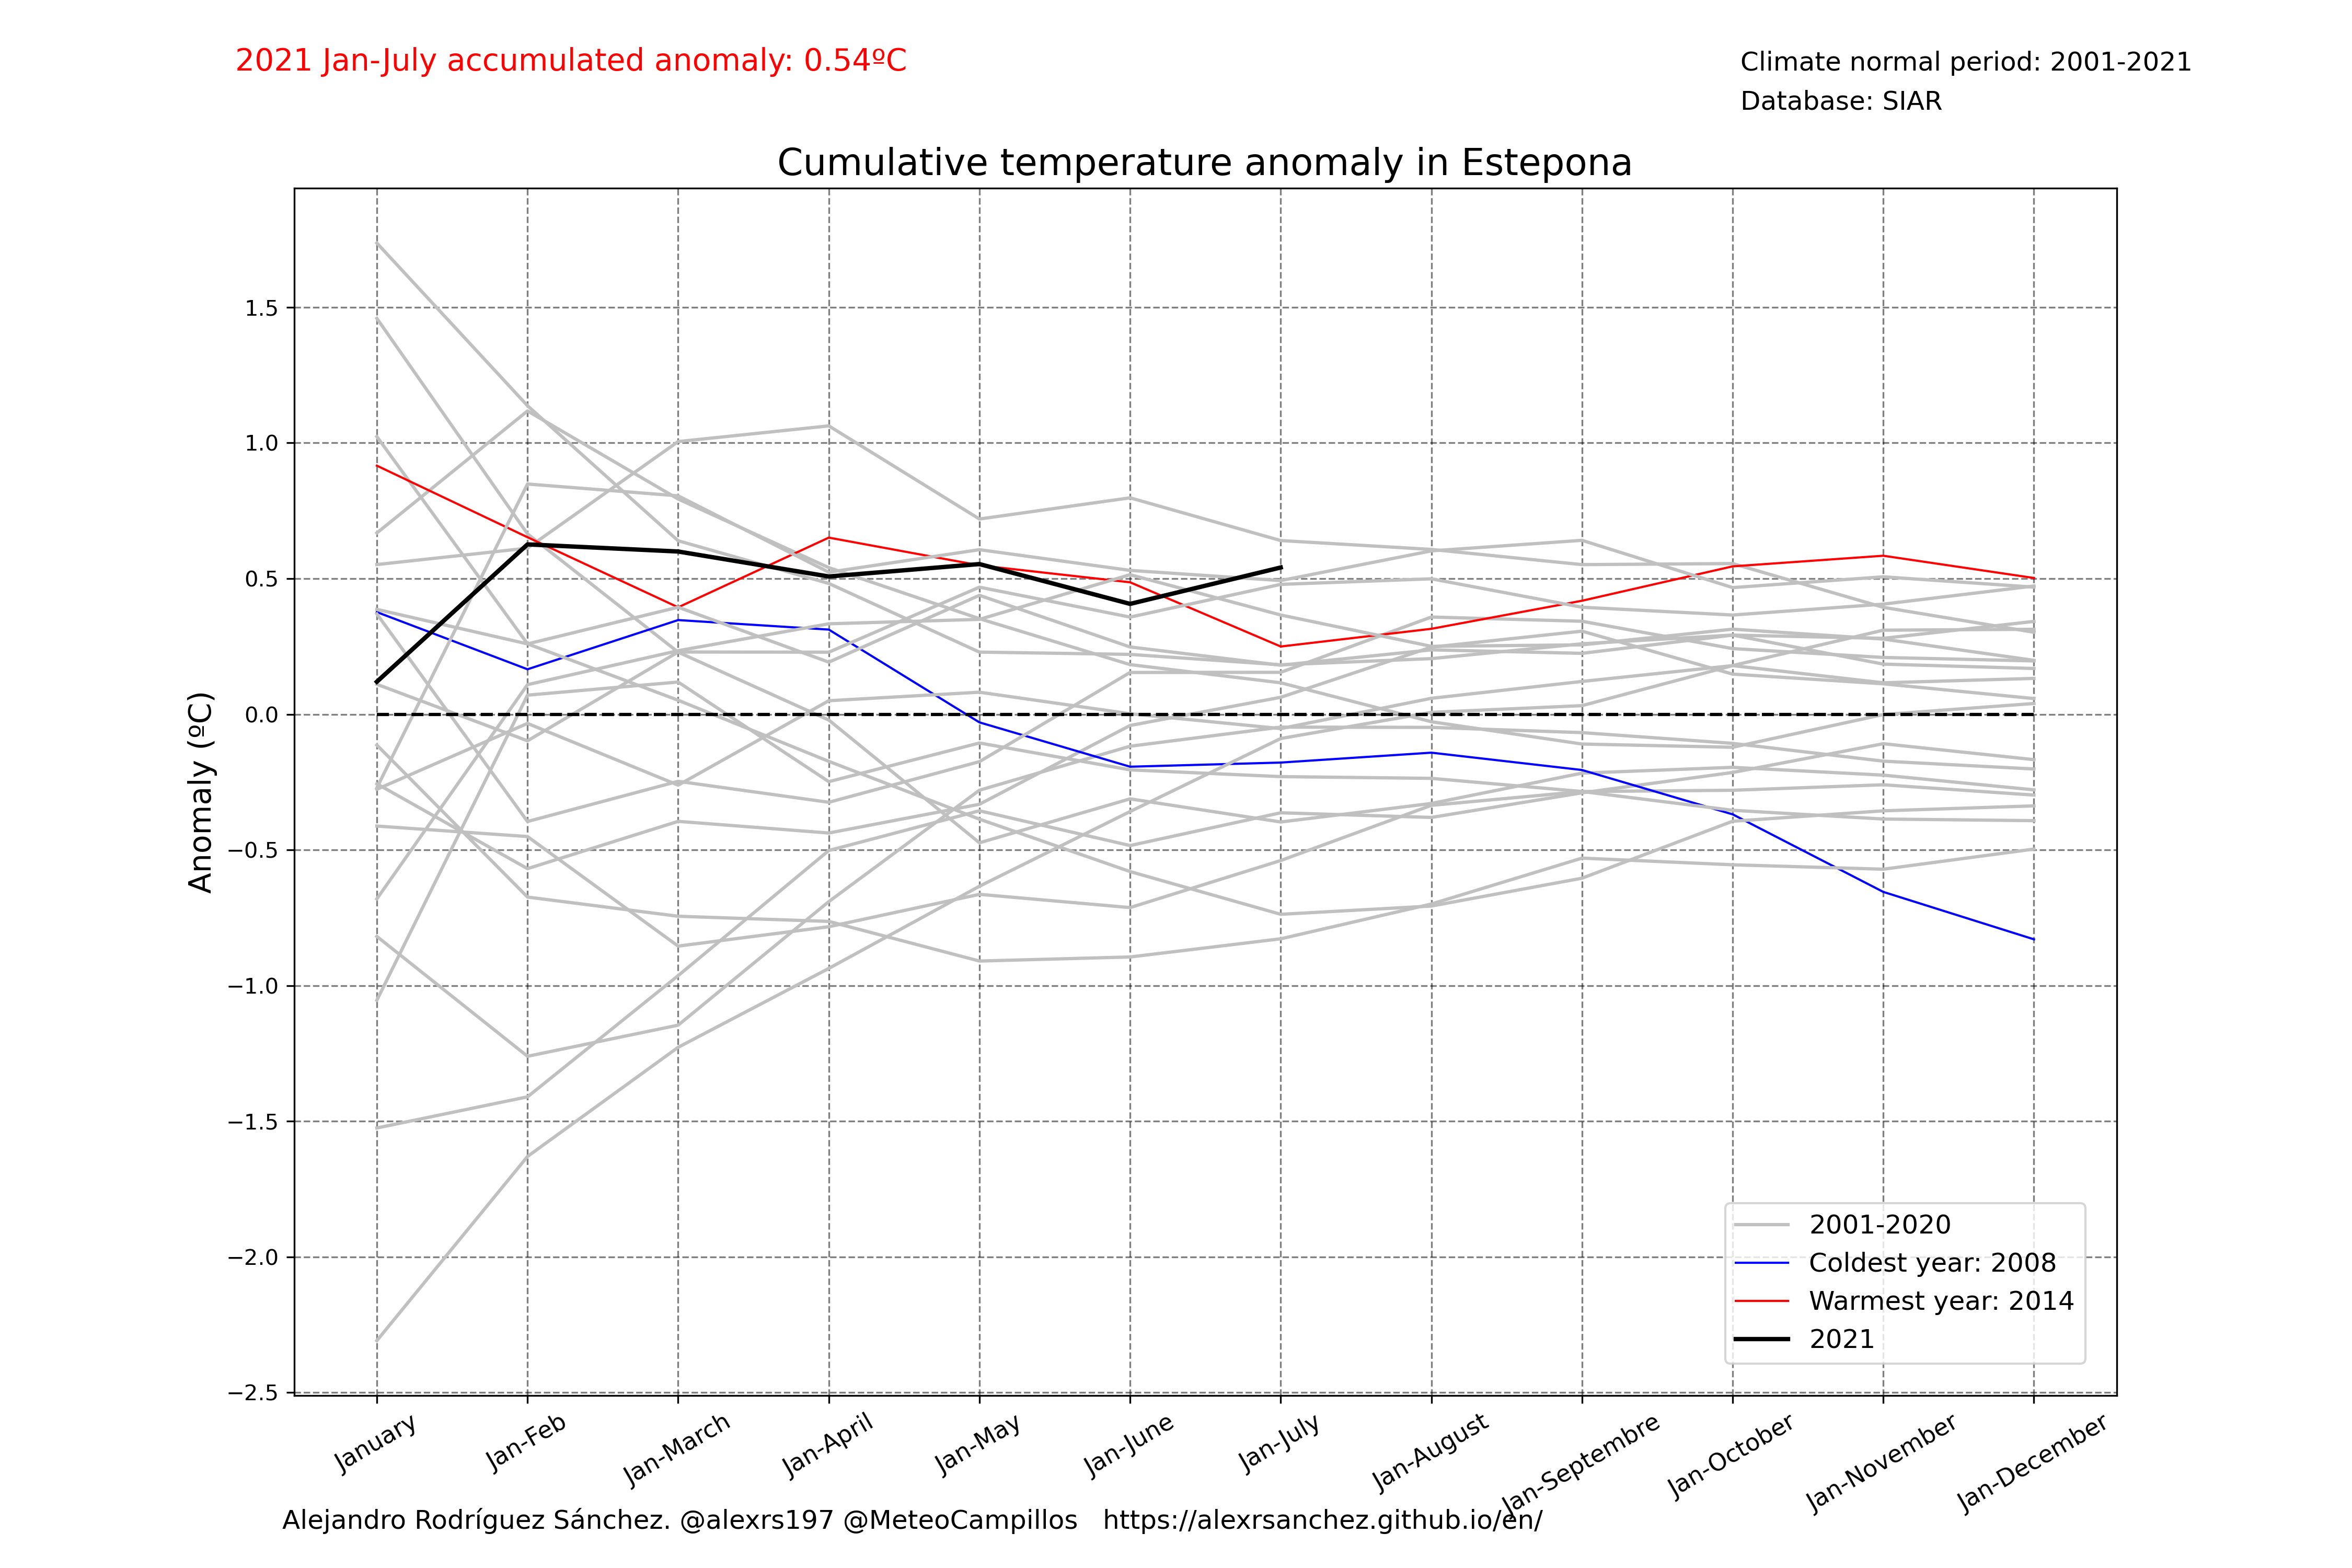 2021 Jan-July accumulated anomaly: 0.54ºC
Climate normal period: 2001-2021
Database: SIAR
Cumulative temperature anomaly in Estepona
Anomaly (ºC)
1.5
1.0
0.5
0.0
−0.5
−1.0
−1.5
−2.0
−2.5
2001-2020
Coldest year: 2008
Warmest year: 2014
2021
January
Jan-Feb
Jan-March
Jan-April
Jan-May
Jan-June
Jan-July
Jan-August
Jan-Septembre
Jan-October
Jan-November
Jan-December
Alejandro Rodríguez Sánchez. @alexrs197 @MeteoCampillos https://alexrsanchez.github.io/en/